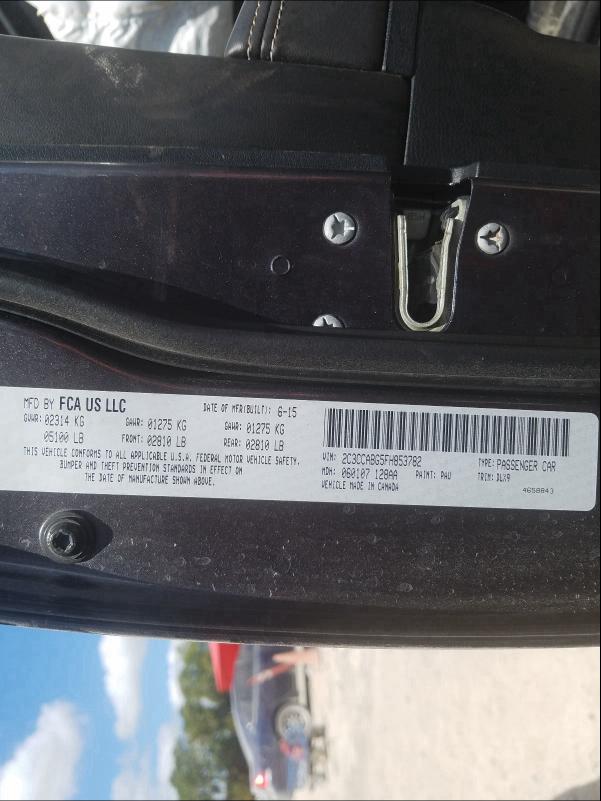 MFD BY FCA US LLC
DATE OF MFR(BUILT): 6-15
GVWR: 02314 KG
GAWR: 01275 KG
GAWR: 01275 KG
05100 LB
FRONT: 02810 LB
REAR: 02810 LB
THIS VEHICLE CONFORMS TO ALL APPLICABLE U.S.A. FEDERAL MOTOR VEHICLE SAFETY,
BUMPER AND THEFT PREVENTION STANDARDS IN EFFECT ON
THE DATE OF MANUFACTURE SHOWN ABOVE.
VIN: 2C3CCABG5FH853782
TYPE: PASSENGER CAR
MDH: 060107 128AA
PAINT: PAU
TRIM: DLX9
VEHICLE MADE IN CANADA
4658843